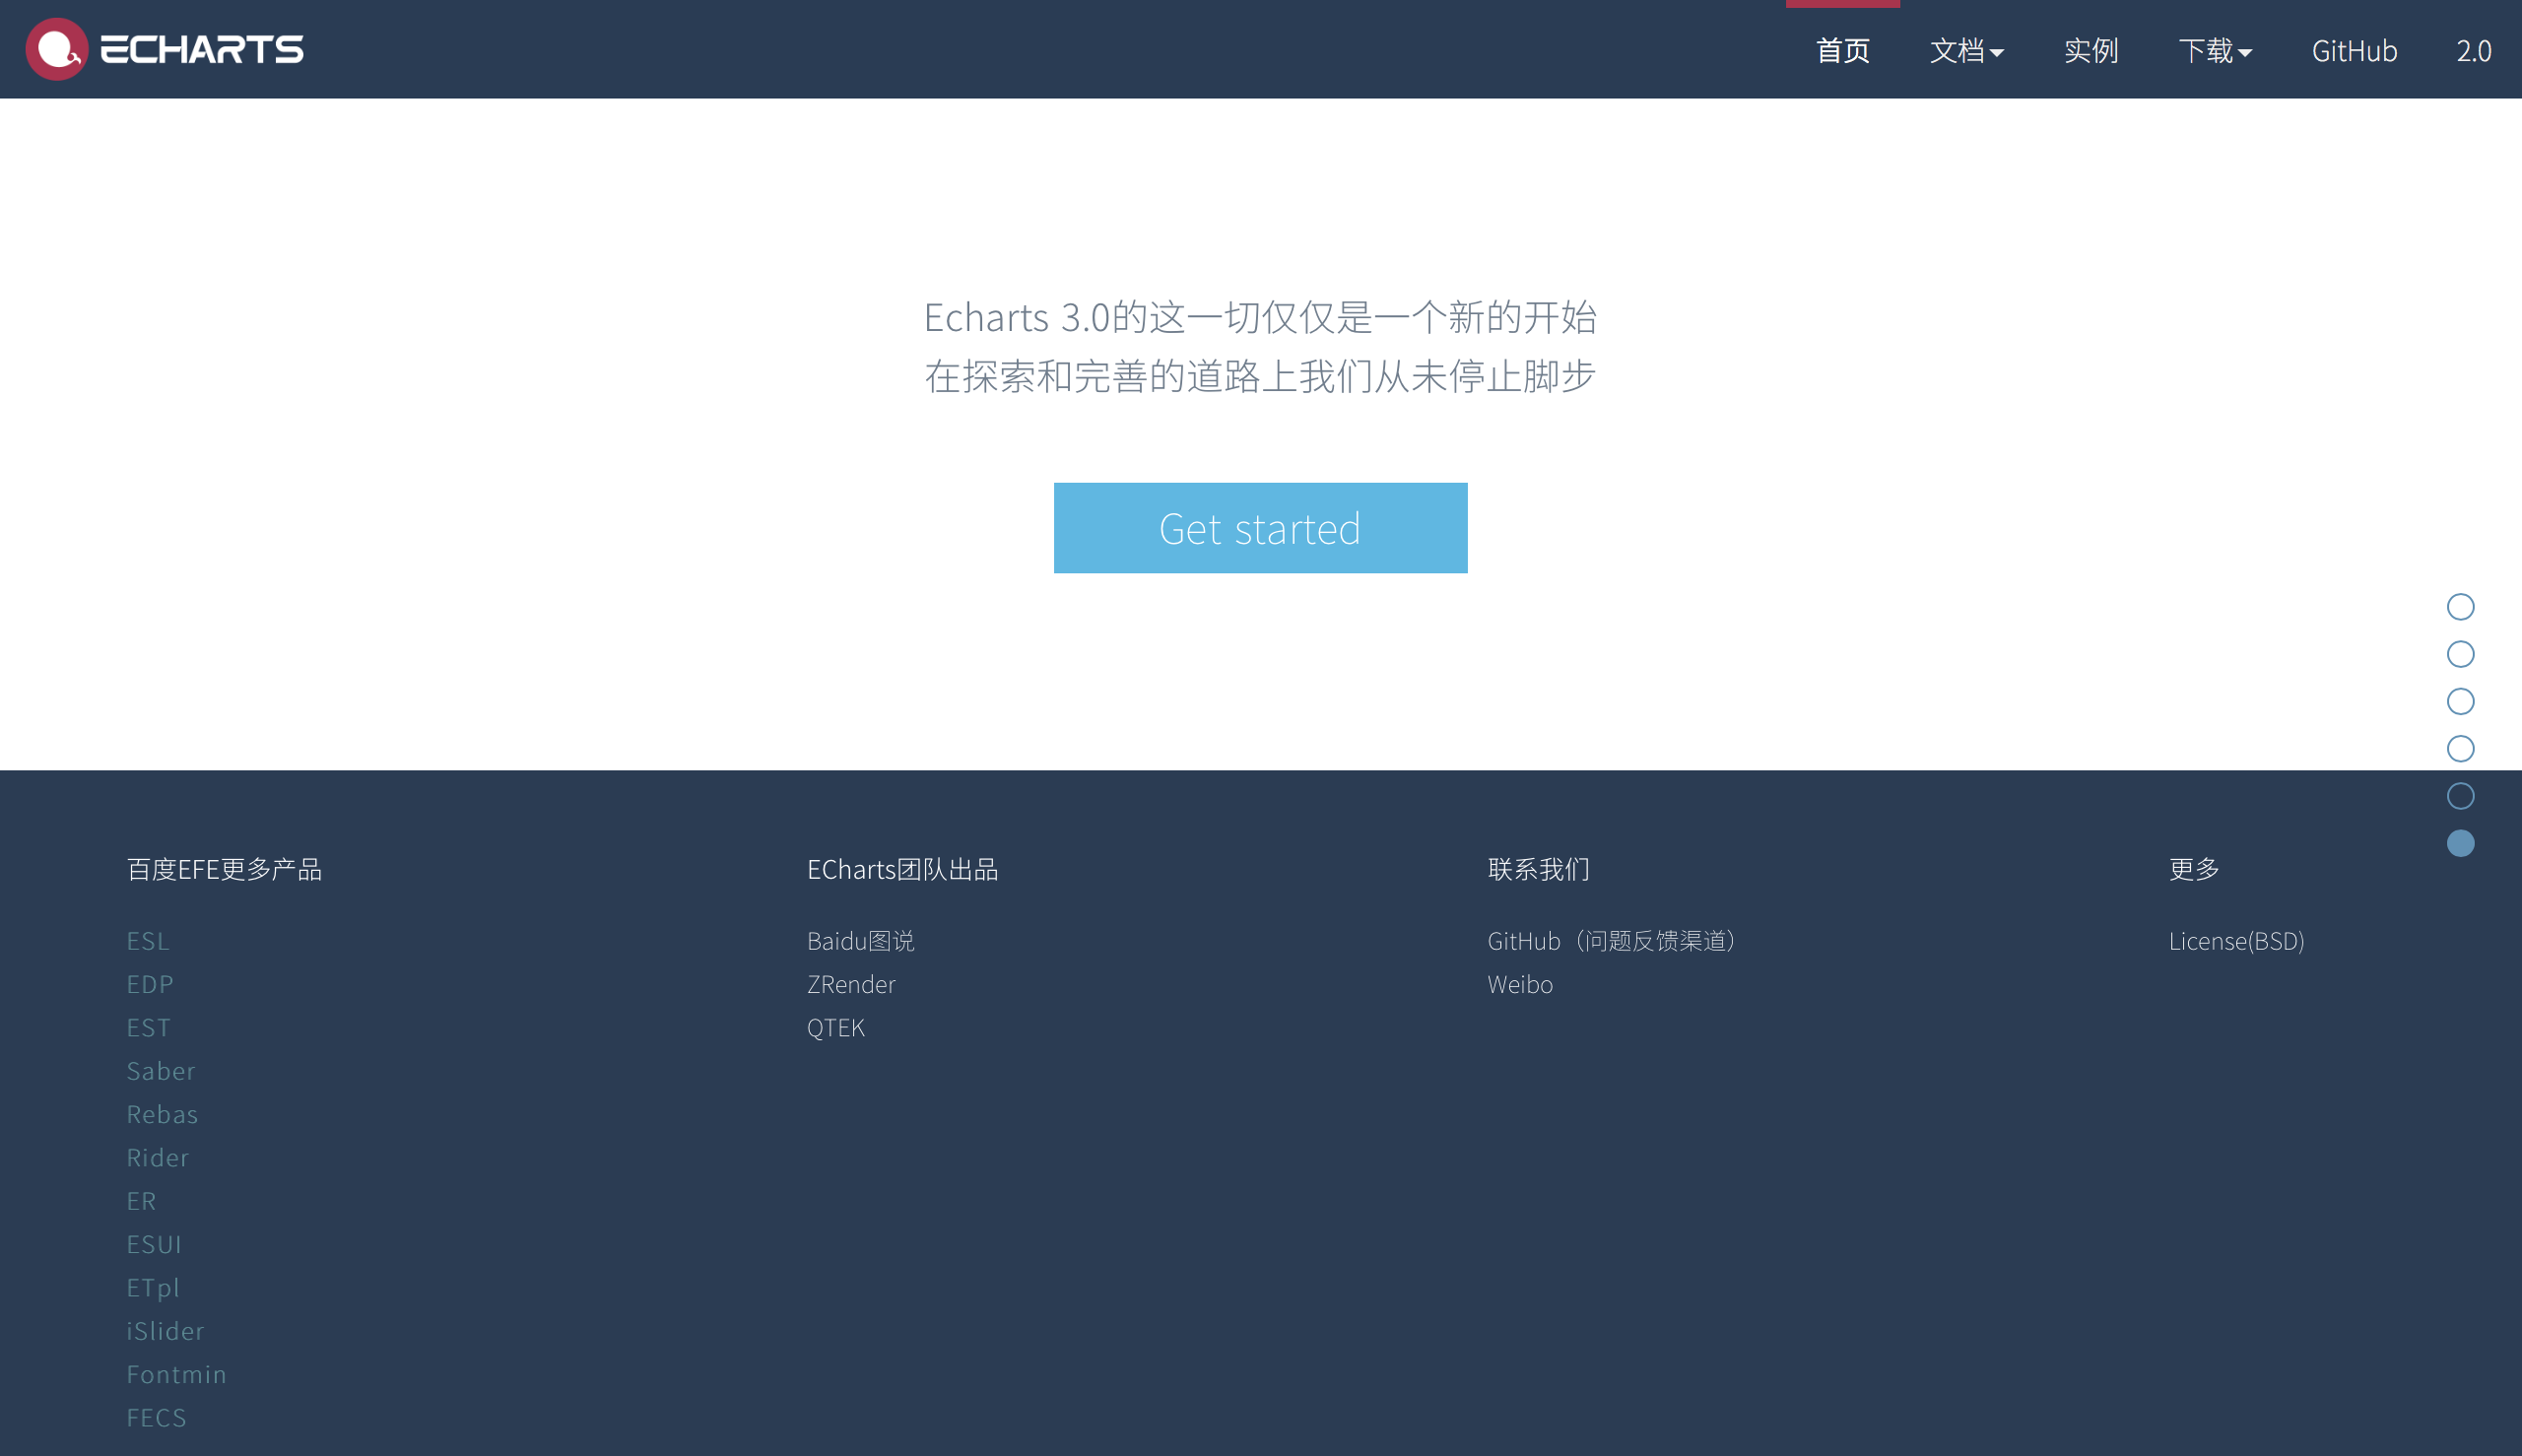 ECHARTS
首页
文档
实例
下载
GitHub
2.0
Echarts 3.0的这一切仅仅是一个新的开始
在探索和完善的道路上我们从未停止脚步
Get started
百度EFE更多产品
ESL
EDP
EST
Saber
Rebas
Rider
ER
ESUI
ETpl
iSlider
Fontmin
FECS
ECharts团队出品
Baidu图说
ZRender
QTEK
联系我们
GitHub（问题反馈渠道）
Weibo
更多
License(BSD)